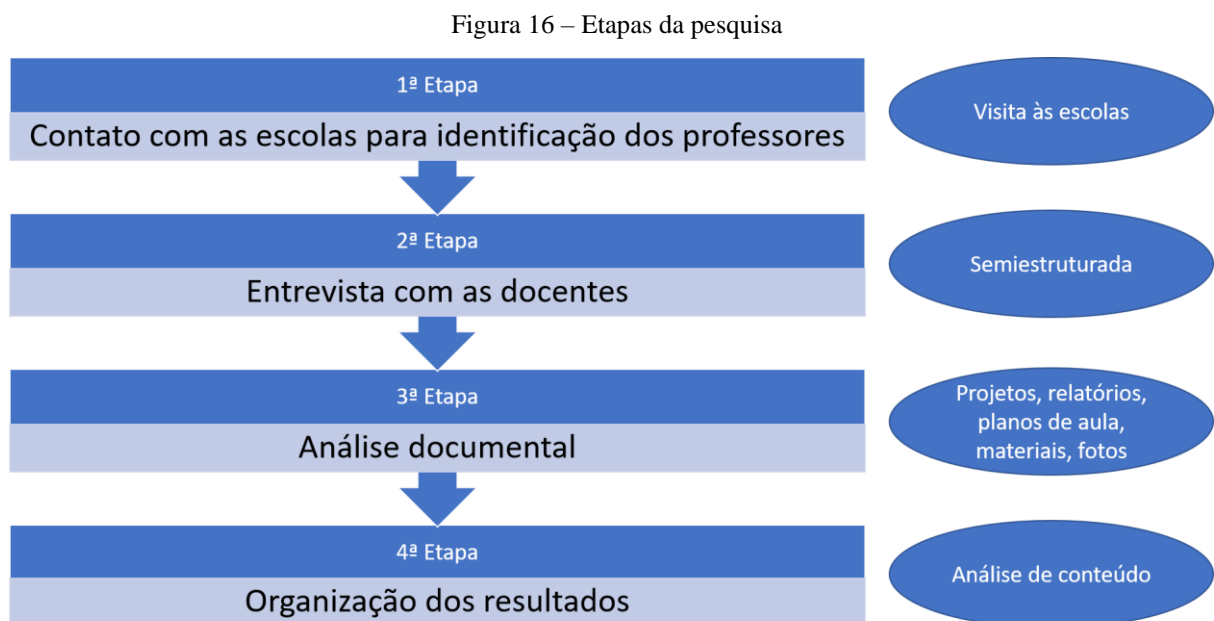 Figura 16 – Etapas da pesquisa
1ª Etapa
Contato com as escolas para identificação dos professores
Visita às escolas
2ª Etapa
Entrevista com as docentes
Semiestruturada
3ª Etapa
Análise documental
Projetos, relatórios,
planos de aula,
materiais, fotos
4ª Etapa
Organização dos resultados
Análise de conteúdo